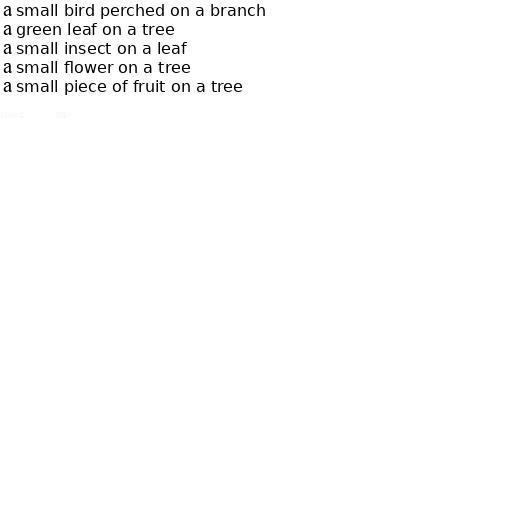 a small bird perched on a branch
a green leaf on a tree
a small insect on a leaf
a small flower on a tree
a small piece of fruit on a tree